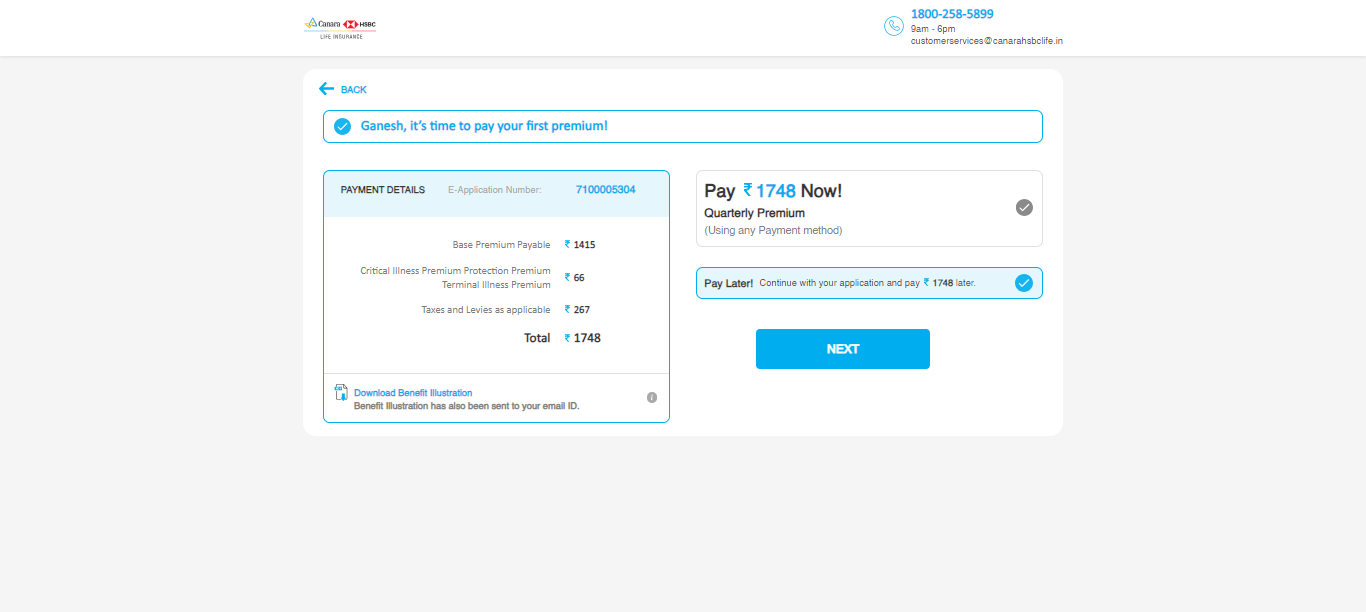 Canara HSBC
LIFE INSURANCE
1800-258-5899
9am - 6pm
customerservices@canarahsbclife.in
BACK
Ganesh, it's time to pay your first premium!
PAYMENT DETAILS E-Application Number: 7100005304
Base Premium Payable ₹ 1415
Critical Illness Premium Protection Premium
Terminal Illness Premium ₹ 66
Taxes and Levies as applicable ₹ 267
Total ₹ 1748
Download Benefit Illustration
Benefit Illustration has also been sent to your email ID.
Pay ₹ 1748 Now!
Quarterly Premium
(Using any Payment method)
Pay Later! Continue with your application and pay ₹ 1748 later.
NEXT